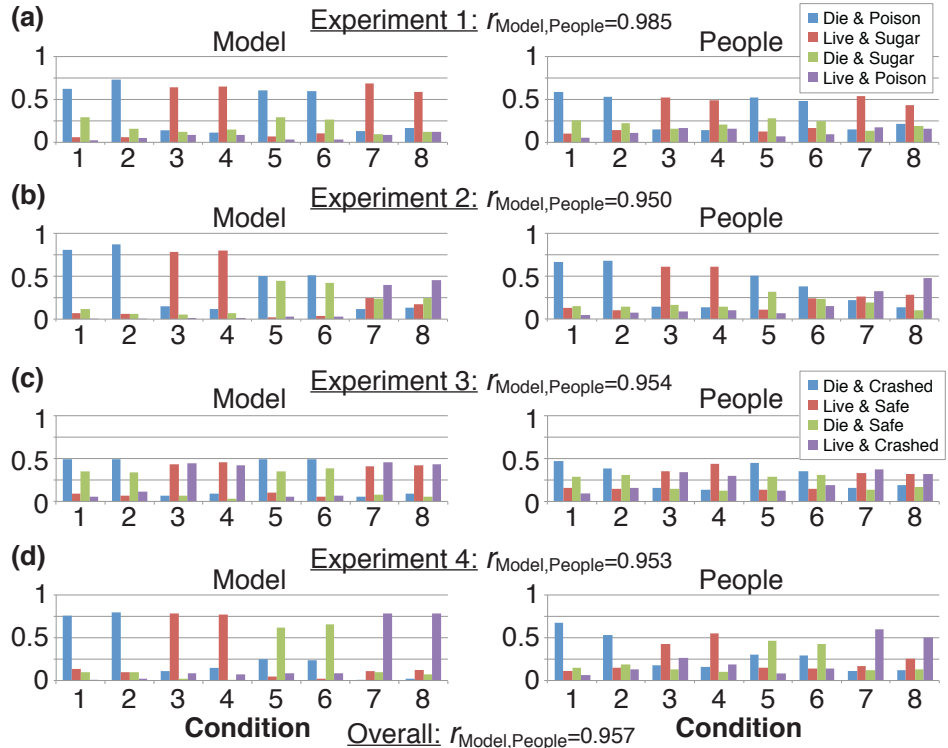 (a) Experiment 1: rModel,People=0.985
Model
People
Die & Poison
Live & Sugar
Die & Sugar
Live & Poison
1
0.5
0
1 2 3 4 5 6 7 8
1
0.5
0
1 2 3 4 5 6 7 8
(b) Experiment 2: rModel,People=0.950
Model
People
1
0.5
0
1 2 3 4 5 6 7 8
1
0.5
0
1 2 3 4 5 6 7 8
(c) Experiment 3: rModel,People=0.954
Model
People
Die & Crashed
Live & Safe
Die & Safe
Live & Crashed
1
0.5
0
1 2 3 4 5 6 7 8
1
0.5
0
1 2 3 4 5 6 7 8
(d) Experiment 4: rModel,People=0.953
Model
People
1
0.5
0
1 2 3 4 5 6 7 8
1
0.5
0
1 2 3 4 5 6 7 8
Condition
Condition
Overall: rModel,People=0.957